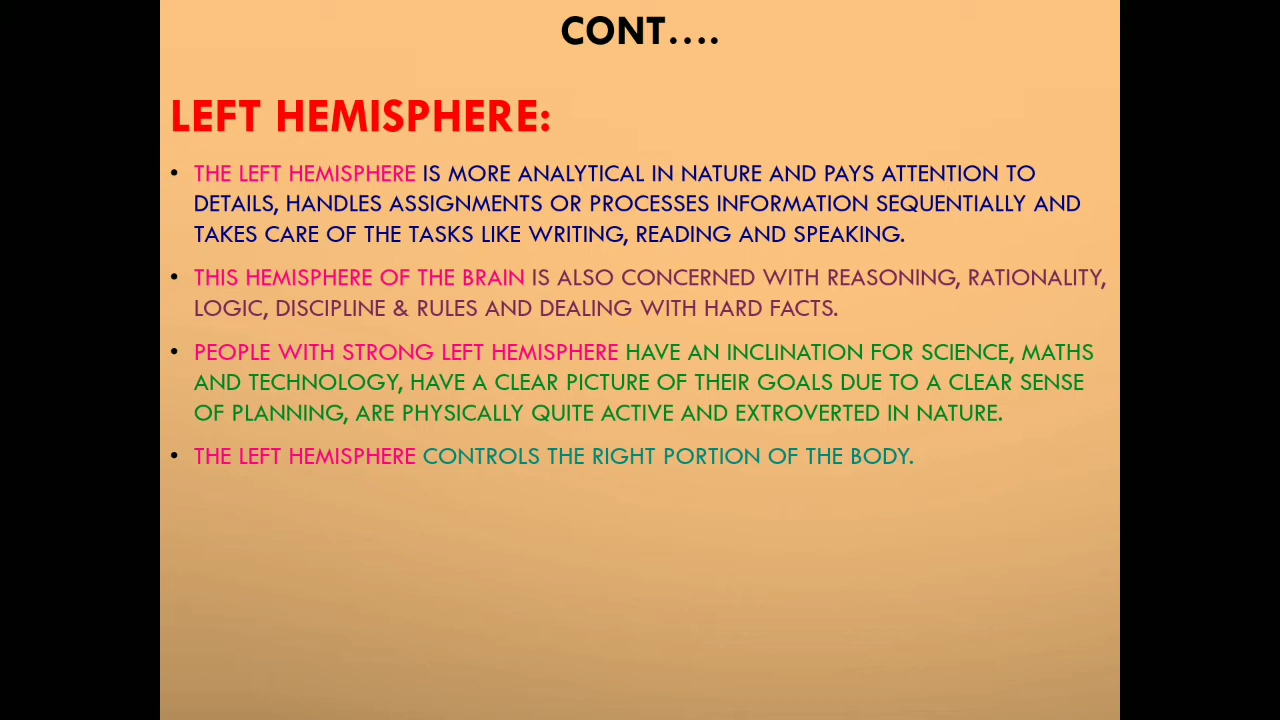 CONT....
LEFT HEMISPHERE:
• THE LEFT HEMISPHERE IS MORE ANALYTICAL IN NATURE AND PAYS ATTENTION TO
DETAILS, HANDLES ASSIGNMENTS OR PROCESSES INFORMATION SEQUENTIALLY AND
TAKES CARE OF THE TASKS LIKE WRITING, READING AND SPEAKING.
• THIS HEMISPHERE OF THE BRAIN IS ALSO CONCERNED WITH REASONING, RATIONALITY,
LOGIC, DISCIPLINE & RULES AND DEALING WITH HARD FACTS.
• PEOPLE WITH STRONG LEFT HEMISPHERE HAVE AN INCLINATION FOR SCIENCE, MATHS
AND TECHNOLOGY, HAVE A CLEAR PICTURE OF THEIR GOALS DUE TO A CLEAR SENSE
OF PLANNING, ARE PHYSICALLY QUITE ACTIVE AND EXTROVERTED IN NATURE.
• THE LEFT HEMISPHERE CONTROLS THE RIGHT PORTION OF THE BODY.